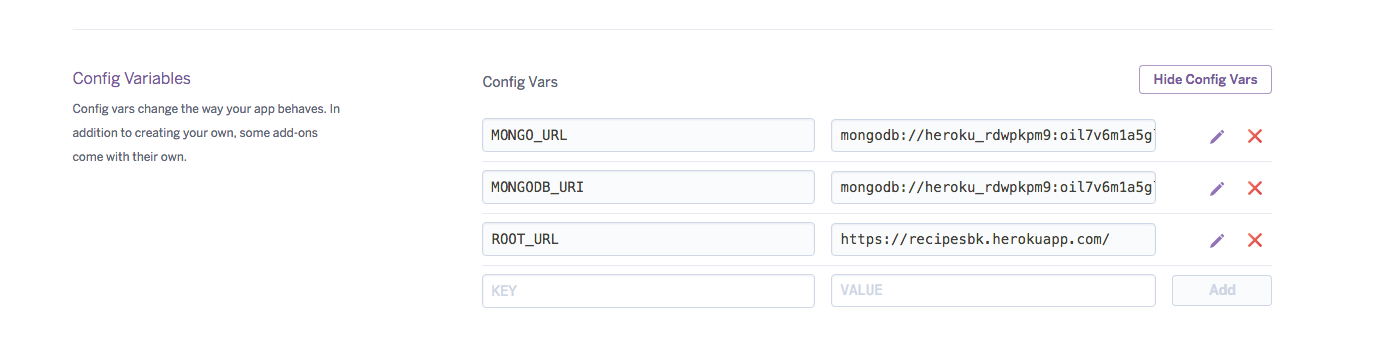 Config Variables
Config vars change the way your app behaves. In
addition to creating your own, some add-ons
come with their own.
Config Vars
Hide Config Vars
MONGO_URL
mongodb://heroku_rdwpkpm9:oil7v6m1a5g
MONGODB_URI
mongodb://heroku_rdwpkpm9:oil7v6m1a5g
ROOT_URL
https://recipesbk.herokuapp.com/
KEY
VALUE
Add